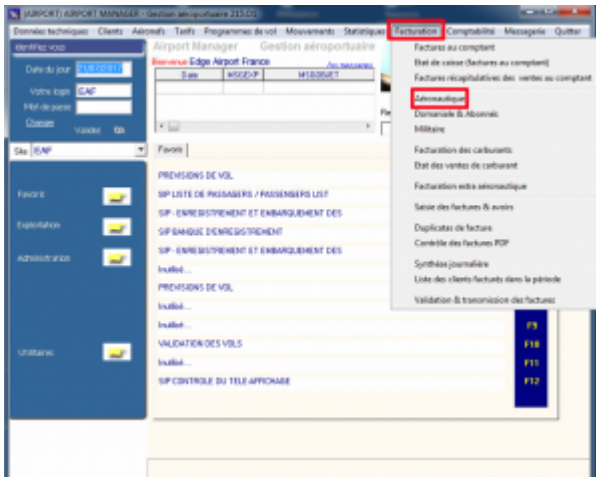 (AIRPORT) AIRPORT MANAGER - Gestion aéroportuaire 215.03
Données techniques Clients Aéronefs Tarifs Programmes de vol Mouvements Statistiques Facturation Comptabilité Messagerie Quitter
Identifiez vous
Airport Manager Gestion aéroportuaire
Bienvenue Edge Airport France
Date du jour
Date MSGEXP MSGOBJET
Votre login EAF
Mot de passe
Changer Valider
Site EAF
Favoris
Favoris
Exploitation
Administration
Utilitaires
PREVISIONS DE VOL
SIP LISTE DE PASSAGERS / PASSENGERS LIST
SIP - ENREGISTREMENT ET EMBARQUEMENT DES
SIP BANQUE D'ENREGISTREMENT
SIP - ENREGISTREMENT ET EMBARQUEMENT DES
Inutilisé...
PREVISIONS DE VOL
Inutilisé...
Inutilisé...
F9
VALIDATION DES VOLS
F10
Inutilisé...
F11
SIP CONTROLE DU TELE AFFICHAGE
F12
Factures au comptant
Etat de caisse (factures au comptant)
Factures récapitulatives des ventes au comptant
Aéronautique
Domaniale & Abonnés
Militaire
Facturation des carburants
Etat des ventes de carburant
Facturation extra aéronautique
Saisie des factures & avoirs
Duplicatas de facture
Contrôle des factures PDF
Synthèse journalière
Liste des clients facturés dans la période
Validation & transmission des factures